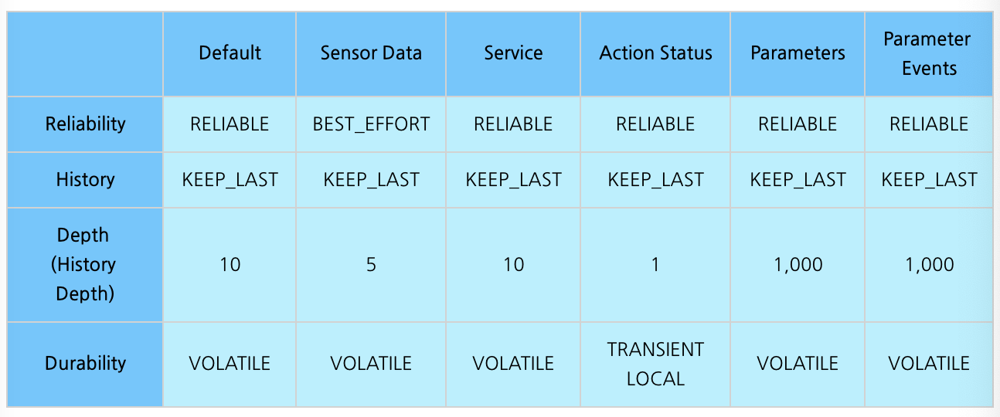 Default Sensor Data Service Action Status Parameters Parameter Events
Reliability RELIABLE BEST_EFFORT RELIABLE RELIABLE RELIABLE RELIABLE
History KEEP_LAST KEEP_LAST KEEP_LAST KEEP_LAST KEEP_LAST KEEP_LAST
Depth (History Depth) 10 5 10 1 1,000 1,000
Durability VOLATILE VOLATILE VOLATILE TRANSIENT LOCAL VOLATILE VOLATILE